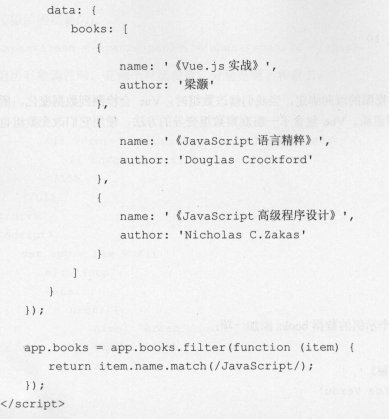 data: {
books: [
{
name: '《Vue.js 实战》',
author: '梁灏'
},
{
name: '《JavaScript 语言精粹》',
author: 'Douglas Crockford'
},
{
name: '《JavaScript 高级程序设计》',
author: 'Nicholas C.Zakas'
}
]
}
});
app.books = app.books.filter(function (item) {
return item.name.match(/JavaScript/);
});
</script>